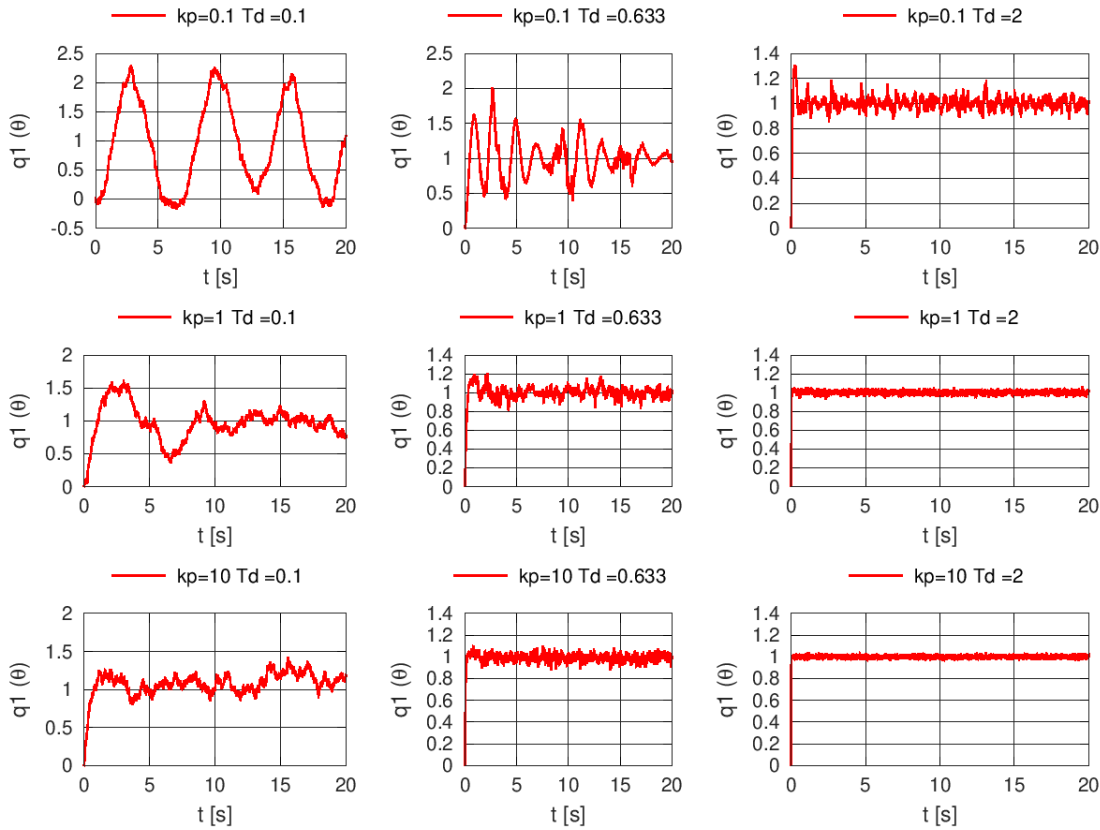 kp=0.1 Td =0.1
kp=0.1 Td =0.633
kp=0.1 Td =2
2.5
2
1.5
1
0.5
0
-0.5
q1 (θ)
0 5 10 15 20
t [s]
2.5
2
1.5
1
0.5
0
q1 (θ)
0 5 10 15 20
t [s]
1.4
1.2
1
0.8
0.6
0.4
0.2
0
q1 (θ)
0 5 10 15 20
t [s]
kp=1 Td =0.1
kp=1 Td =0.633
kp=1 Td =2
2
1.5
1
0.5
0
q1 (θ)
0 5 10 15 20
t [s]
1.4
1.2
1
0.8
0.6
0.4
0.2
0
q1 (θ)
0 5 10 15 20
t [s]
1.4
1.2
1
0.8
0.6
0.4
0.2
0
q1 (θ)
0 5 10 15 20
t [s]
kp=10 Td =0.1
kp=10 Td =0.633
kp=10 Td =2
2
1.5
1
0.5
0
q1 (θ)
0 5 10 15 20
t [s]
1.4
1.2
1
0.8
0.6
0.4
0.2
0
q1 (θ)
0 5 10 15 20
t [s]
1.4
1.2
1
0.8
0.6
0.4
0.2
0
q1 (θ)
0 5 10 15 20
t [s]